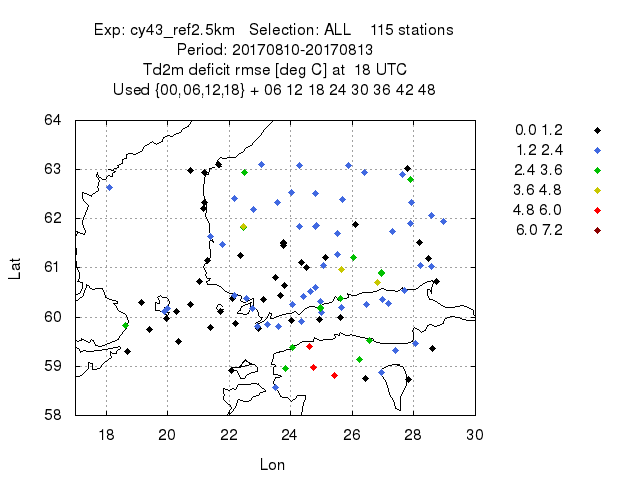 Exp: cy43_ref2.5km Selection: ALL 115 stations
Period: 20170810-20170813
Td2m deficit rmse [deg C] at 18 UTC
Used {00,06,12,18} + 06 12 18 24 30 36 42 48
64
63
62
61
60
59
58
Lat
18 20 22 24 26 28 30
Lon
0.0 1.2
1.2 2.4
2.4 3.6
3.6 4.8
4.8 6.0
6.0 7.2